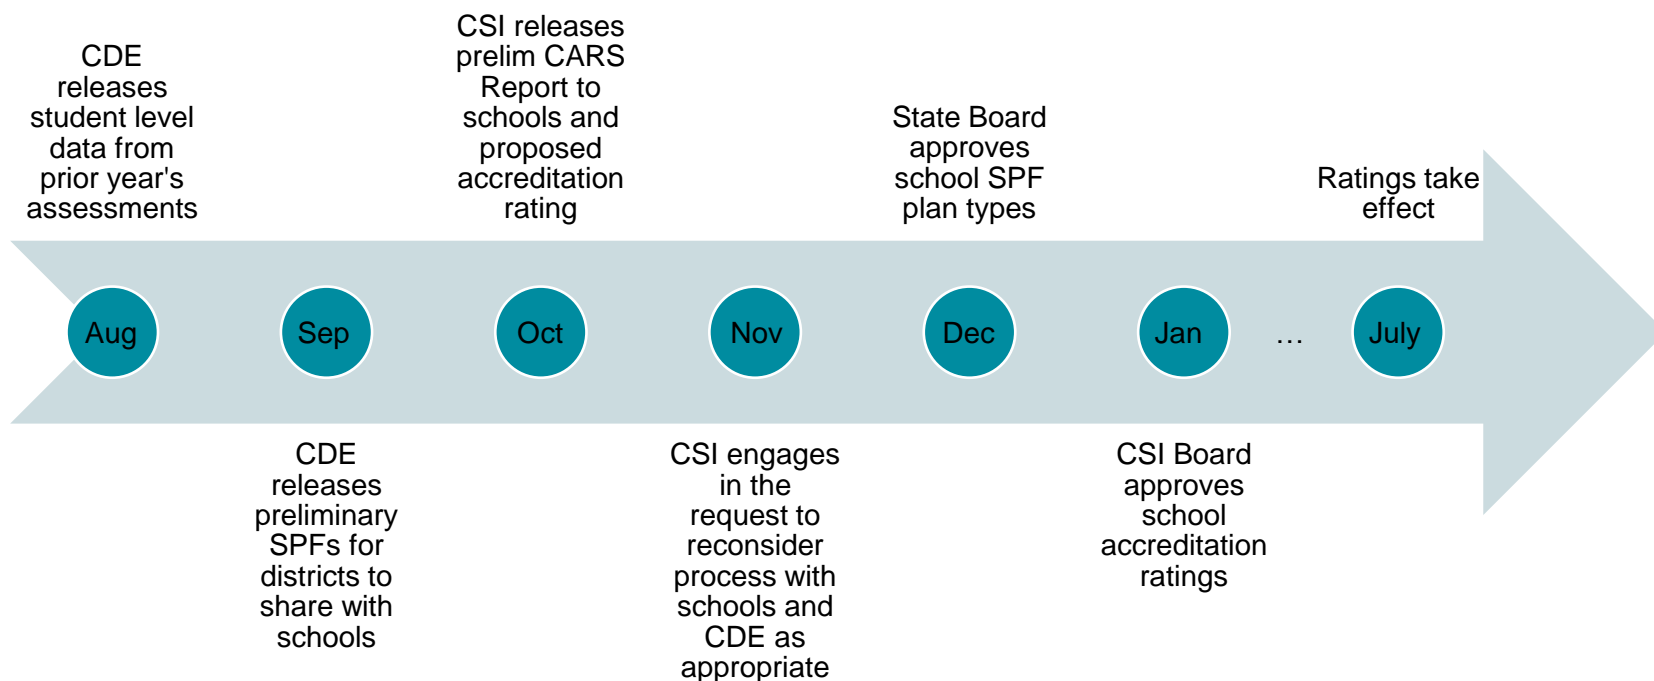 CDE
releases
student level
data from
prior year's
assessments
CSI releases
prelim CARS
Report to
schools and
proposed
accreditation
rating
State Board
approves
school SPF
plan types
Ratings take
effect
Aug
Sep
Oct
Nov
Dec
Jan
...
July
CDE
releases
preliminary
SPFs for
districts to
share with
schools
CSI engages
in the
request to
reconsider
process with
schools and
CDE as
appropriate
CSI Board
approves
school
accreditation
ratings